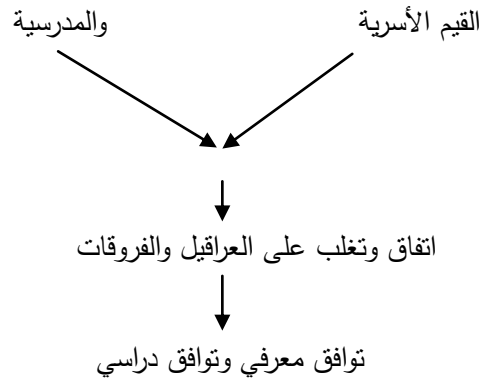 القيم الأسرية والمدرسية
اتفاق وتغلب على العراقيل والفروقات
توافق معرفي وتوافق دراسي